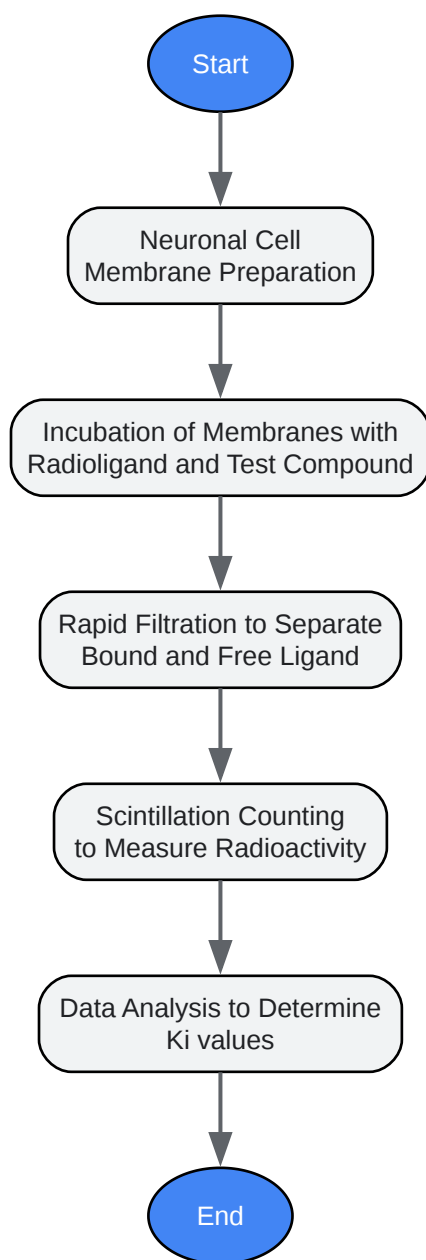 Start
Neuronal Cell
Membrane Preparation
Incubation of Membranes with
Radioligand and Test Compound
Rapid Filtration to Separate
Bound and Free Ligand
Scintillation Counting
to Measure Radioactivity
Data Analysis to Determine
Ki values
End